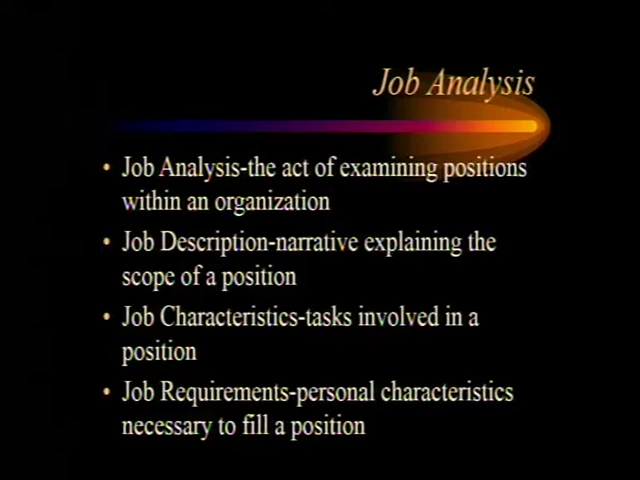 Job Analysis
• Job Analysis-the act of examining positions
within an organization
• Job Description-narrative explaining the
scope of a position
• Job Characteristics-tasks involved in a
position
• Job Requirements-personal characteristics
necessary to fill a position